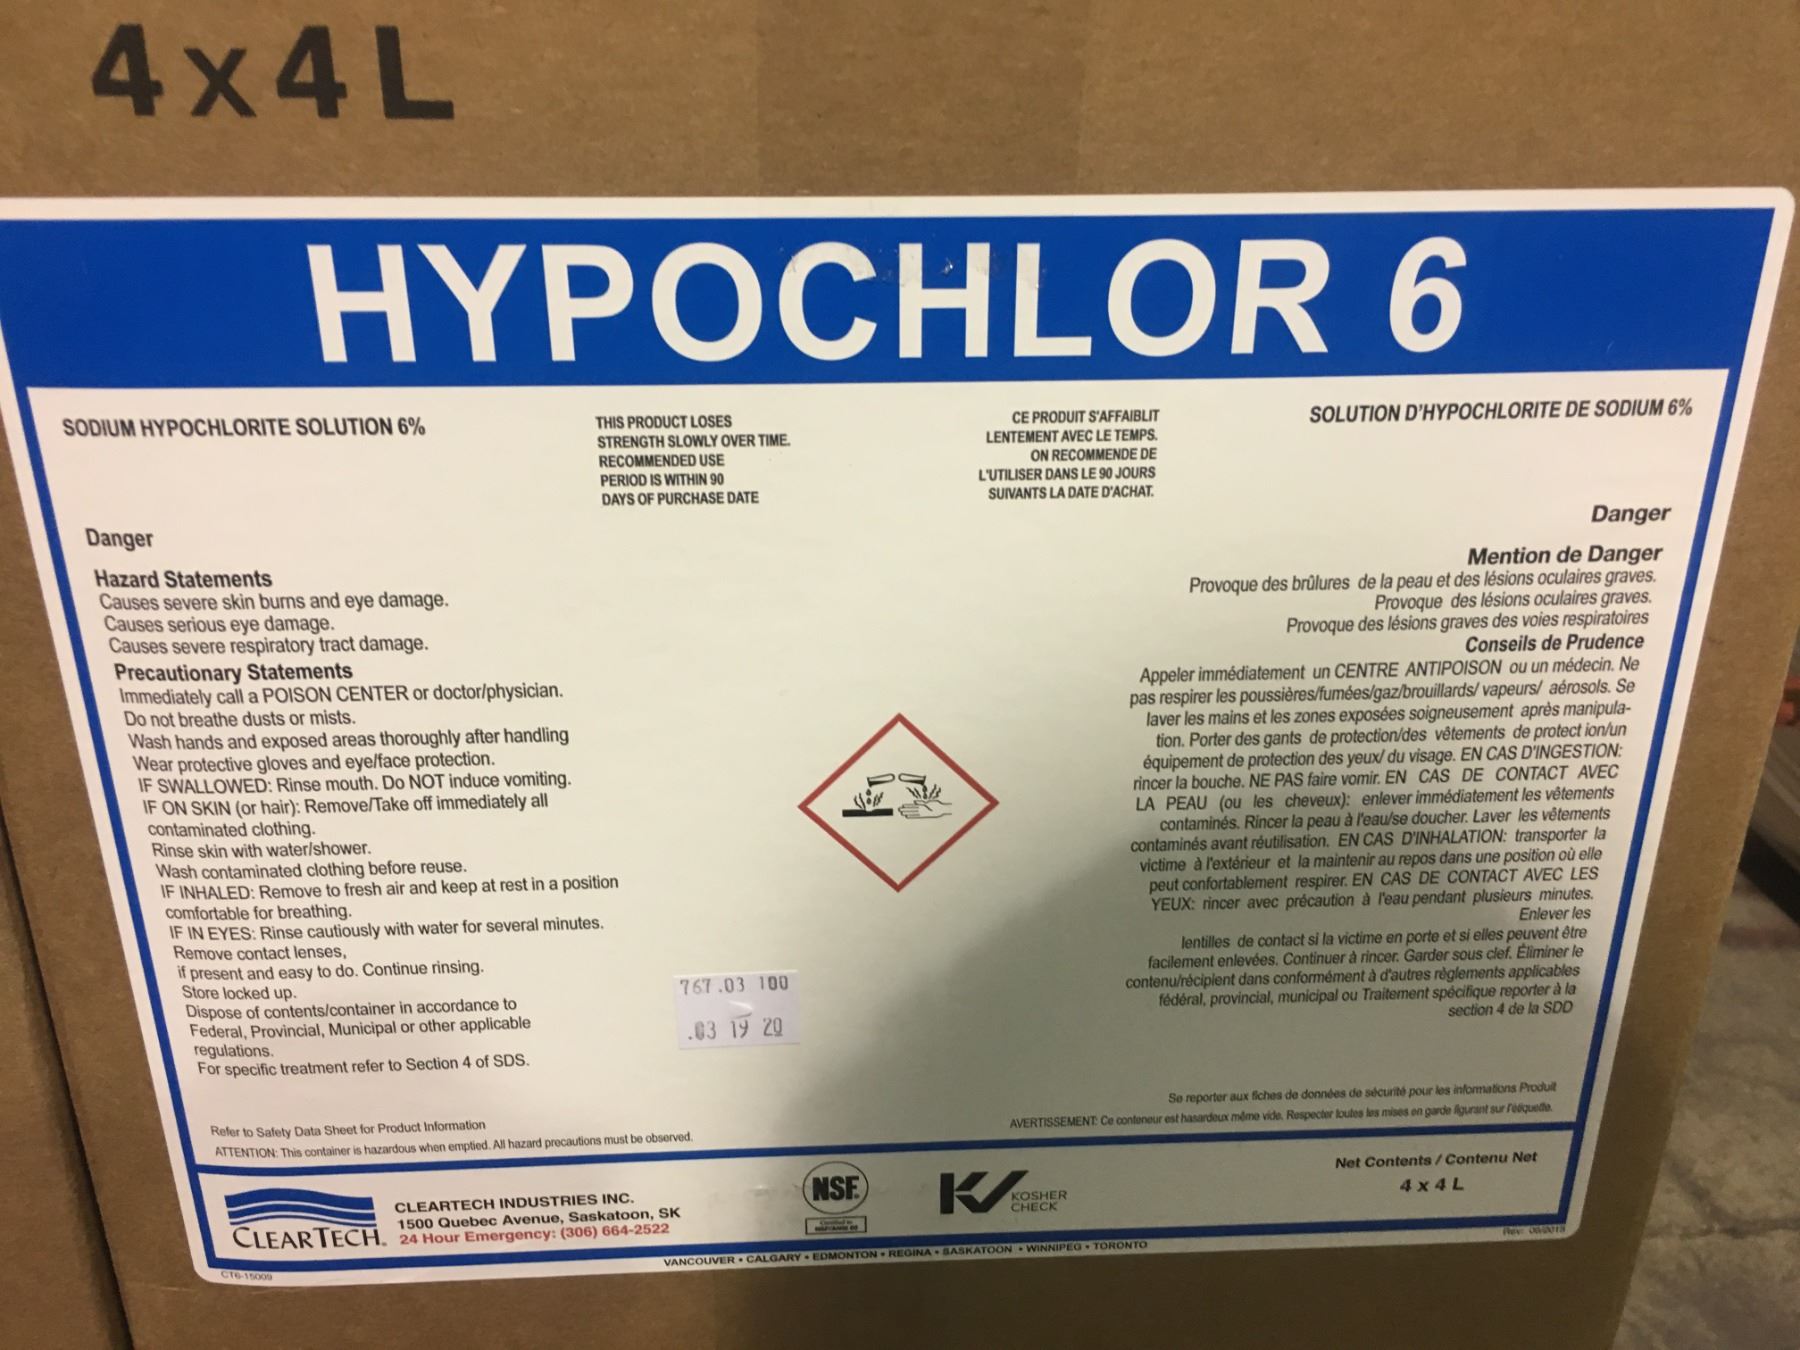 4x4L
HYPOCHLOR 6
SODIUM HYPOCHLORITE SOLUTION 6%
THIS PRODUCT LOSES
STRENGTH SLOWLY OVER TIME.
RECOMMENDED USE
PERIOD IS WITHIN 90
DAYS OF PURCHASE DATE
CE PRODUIT S'AFFAIBLIT
LENTEMENT AVEC LE TEMPS.
ON RECOMMENDE DE
L'UTILISER DANS LE 90 JOURS
SUIVANTS LA DATE D'ACHAT.
SOLUTION D'HYPOCHLORITE DE SODIUM 6%
Danger
Hazard Statements
Causes severe skin burns and eye damage.
Causes serious eye damage.
Causes severe respiratory tract damage.
Precautionary Statements
Immediately call a POISON CENTER or doctor/physician.
Do not breathe dusts or mists.
Wash hands and exposed areas thoroughly after handling
Wear protective gloves and eye/face protection.
IF SWALLOWED: Rinse mouth. Do NOT induce vomiting.
IF ON SKIN (or hair): Remove/Take off immediately all
contaminated clothing.
Rinse skin with water/shower.
Wash contaminated clothing before reuse.
IF INHALED: Remove to fresh air and keep at rest in a position
comfortable for breathing.
IF IN EYES: Rinse cautiously with water for several minutes.
Remove contact lenses,
if present and easy to do. Continue rinsing.
Store locked up.
Dispose of contents/container in accordance to
Federal, Provincial, Municipal or other applicable
regulations.
For specific treatment refer to Section 4 of SDS.
Refer to Safety Data Sheet for Product Information
ATTENTION: This container is hazardous when emptied. All hazard precautions must be observed.
767.03 100
.03 19 20
Danger
Mention de Danger
Provoque des brûlures de la peau et des lésions oculaires graves.
Provoque des lésions oculaires graves.
Provoque des lésions graves des voies respiratoires
Conseils de Prudence
Appeler immédiatement un CENTRE ANTIPOISON ou un médecin. Ne
pas respirer les poussières/fumées/gaz/brouillards/ vapeurs/ aérosols. Se
laver les mains et les zones exposées soigneusement après manipula-
tion. Porter des gants de protection/des vêtements de protect ion/un
équipement de protection des yeux/ du visage. EN CAS D'INGESTION:
rincer la bouche. NE PAS faire vomir. EN CAS DE CONTACT AVEC
LA PEAU (ou les cheveux): enlever immédiatement les vêtements
contaminés. Rincer la peau à l'eau/se doucher. Laver les vêtements
contaminés avant réutilisation. EN CAS D'INHALATION: transporter la
victime à l'extérieur et la maintenir au repos dans une position où elle
peut confortablement respirer. EN CAS DE CONTACT AVEC LES
YEUX: rincer avec précaution à l'eau pendant plusieurs minutes.
Enlever les
lentilles de contact si la victime en porte et si elles peuvent être
facilement enlevées. Continuer à rincer. Garder sous clef. Éliminer le
contenu/récipient dans conformément à d'autres règlements applicables
fédéral, provincial, municipal ou Traitement spécifique reporter à la
section 4 de la SDD
Se reporter aux fiches de données de sécurité pour les informations Produit
AVERTISSEMENT: Ce conteneur est hasardeux même vide. Respecter toutes les mises en garde figurant sur l'étiquette.
CLEARTECH.
CLEARTECH INDUSTRIES INC.
1500 Quebec Avenue, Saskatoon, SK
24 Hour Emergency: (306) 664-2522
NSF.
KV KOSHER
CHECK
Net Contents / Contenu Net
4 x 4 L
VANCOUVER • CALGARY • EDMONTON • REGINA • SASKATOON • WINNIPEG • TORONTO
CT6-15009